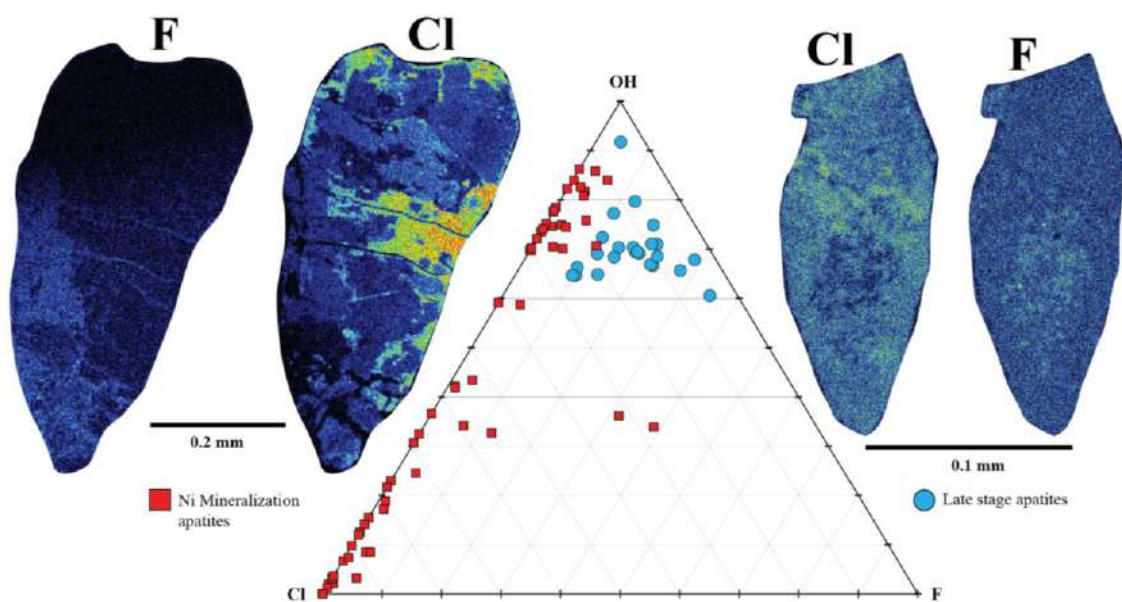 F
Cl
Cl
F
OH
0.2 mm
0.1 mm
Ni Mineralization
apatites
Late stage apatites
Cl
F